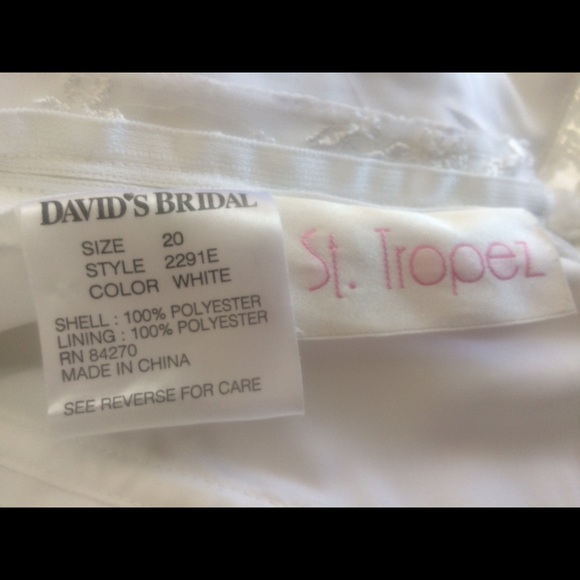 DAVID'S BRIDAL
SIZE 20
STYLE 2291E
COLOR WHITE
SHELL : 100% POLYESTER
LINING : 100% POLYESTER
RN 84270
MADE IN CHINA
SEE REVERSE FOR CARE
St. Tropez